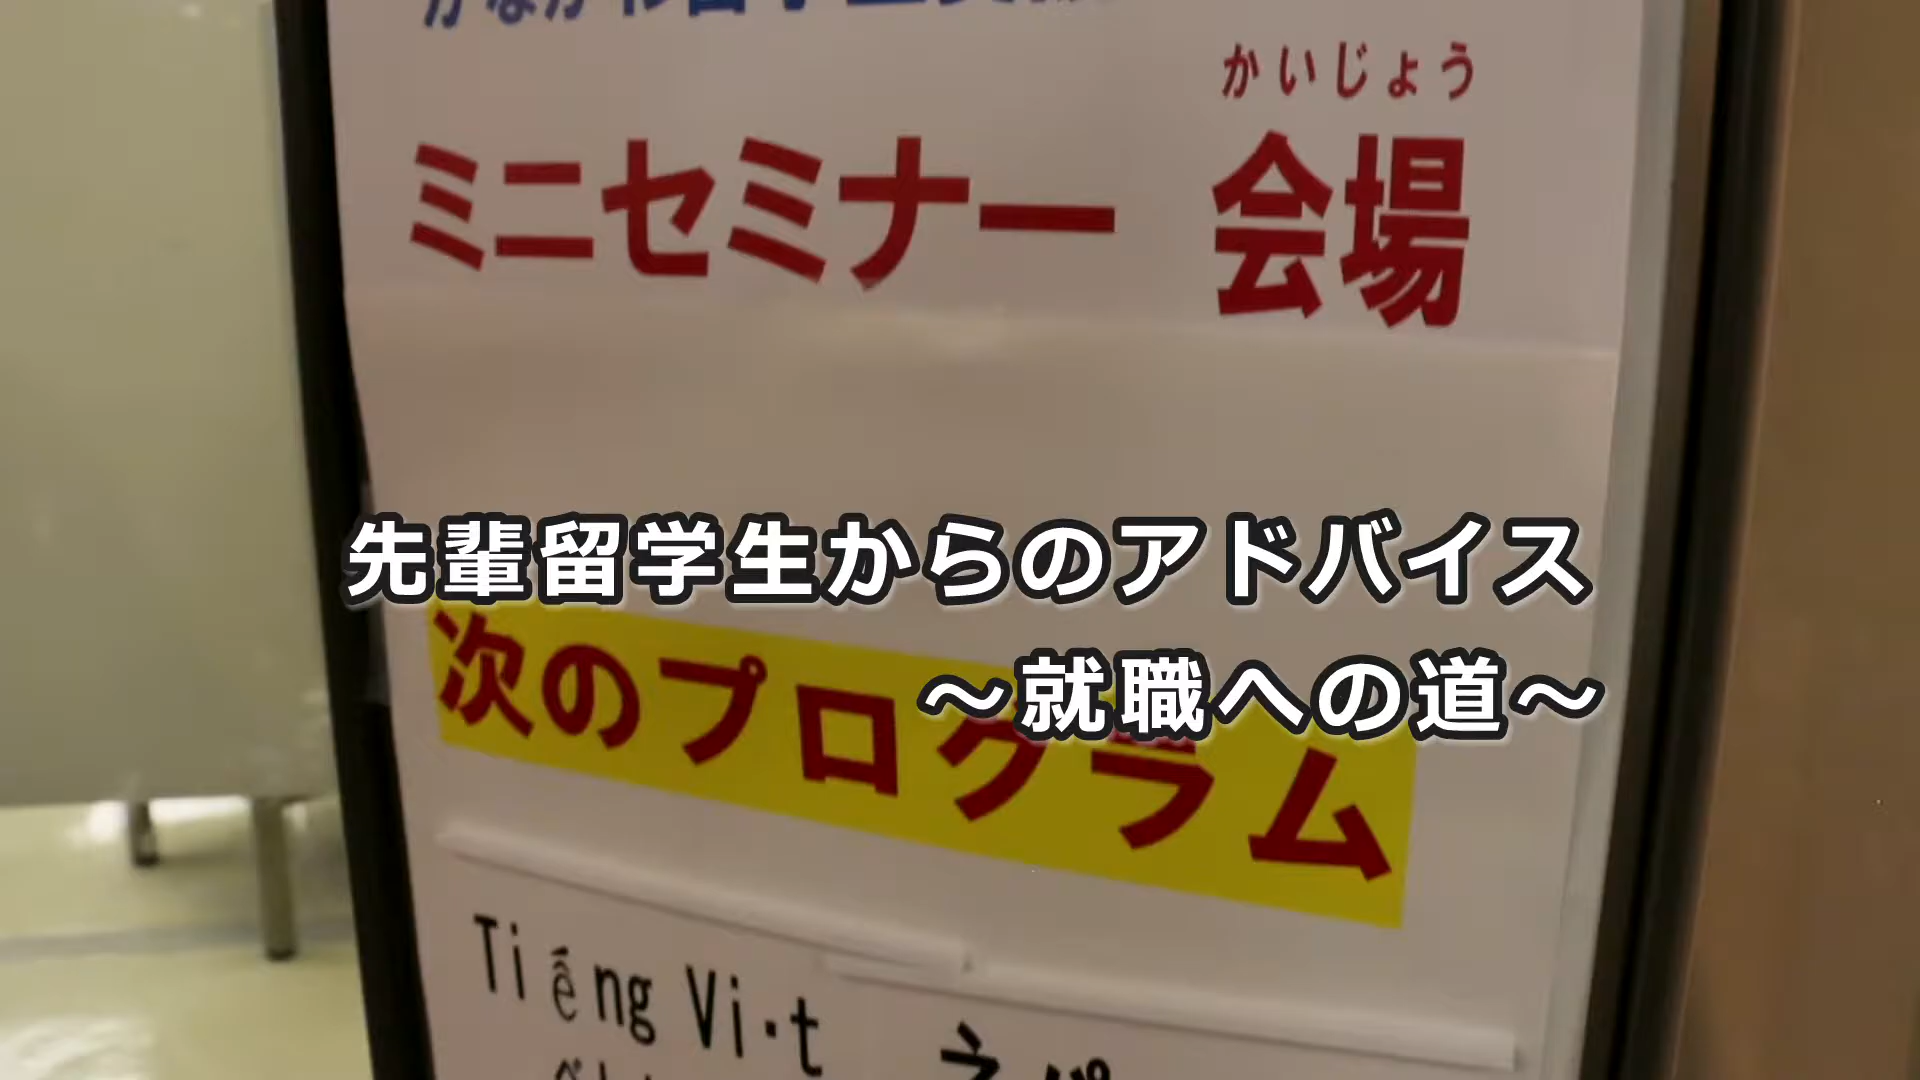 かいじょう
ミニセミナー 会場
先輩留学生からのアドバイス
～就職への道～
次のプログラム
Tiếng Vi·t